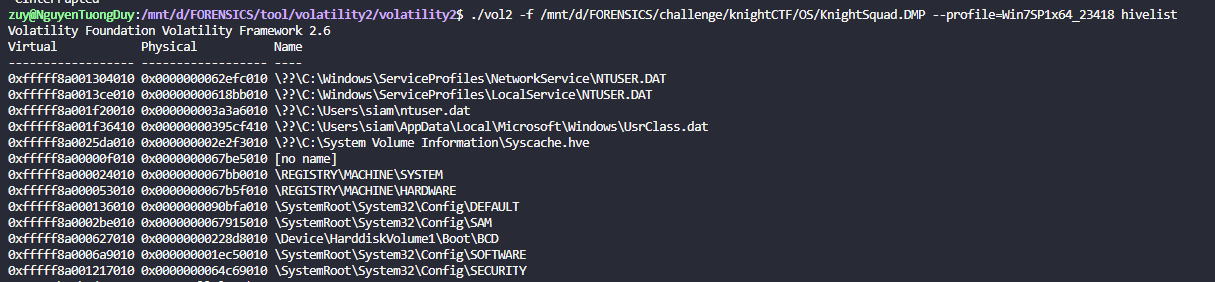 zuy@NguyenTuongDuy:/mnt/d/FORENSICS/tool/volatility2/volatility2$ ./vol2 -f /mnt/d/FORENSICS/challenge/knightCTF/OS/KnightSquad.DMP --profile=Win7SP1x64_23418 hivelist
Volatility Foundation Volatility Framework 2.6
Virtual            Physical           Name
------------------ ------------------ ----
0xfffff8a001304010 0x0000000062efc010 \??\C:\Windows\ServiceProfiles\NetworkService\NTUSER.DAT
0xfffff8a0013ce010 0x00000000618bb010 \??\C:\Windows\ServiceProfiles\LocalService\NTUSER.DAT
0xfffff8a001f20010 0x000000003a3a6010 \??\C:\Users\siam\ntuser.dat
0xfffff8a001f36410 0x00000000395cf410 \??\C:\Users\siam\AppData\Local\Microsoft\Windows\UsrClass.dat
0xfffff8a0025da010 0x000000002e2f3010 \??\C:\System Volume Information\Syscache.hve
0xfffff8a00000f010 0x0000000067be5010 [no name]
0xfffff8a000024010 0x0000000067bb0010 \REGISTRY\MACHINE\SYSTEM
0xfffff8a000053010 0x0000000067b5f010 \REGISTRY\MACHINE\HARDWARE
0xfffff8a000136010 0x0000000090bfa010 \SystemRoot\System32\Config\DEFAULT
0xfffff8a0002be010 0x0000000067915010 \SystemRoot\System32\Config\SAM
0xfffff8a000627010 0x00000000228d8010 \Device\HarddiskVolume1\Boot\BCD
0xfffff8a0006a9010 0x000000001ec50010 \SystemRoot\System32\Config\SOFTWARE
0xfffff8a001217010 0x0000000064c69010 \SystemRoot\System32\Config\SECURITY